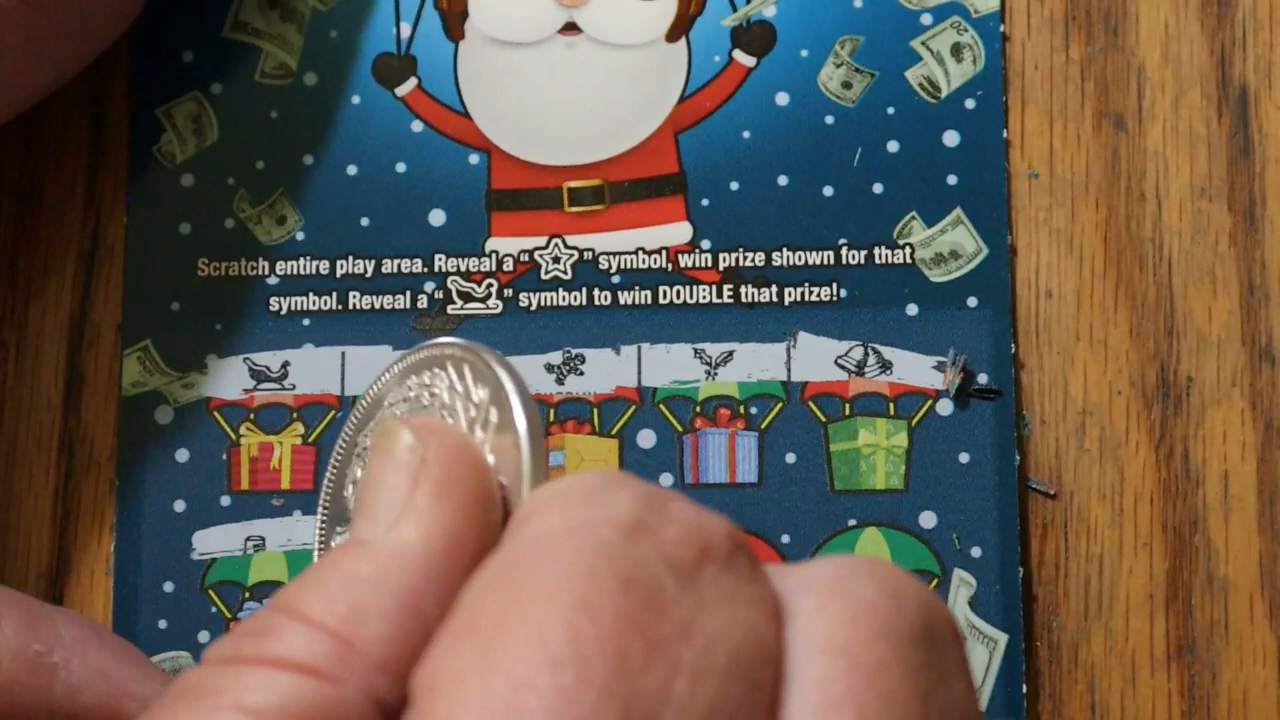 Scratch entire play area. Reveal a “ ” symbol, win prize shown for that
symbol. Reveal a “ ” symbol to win DOUBLE that prize!